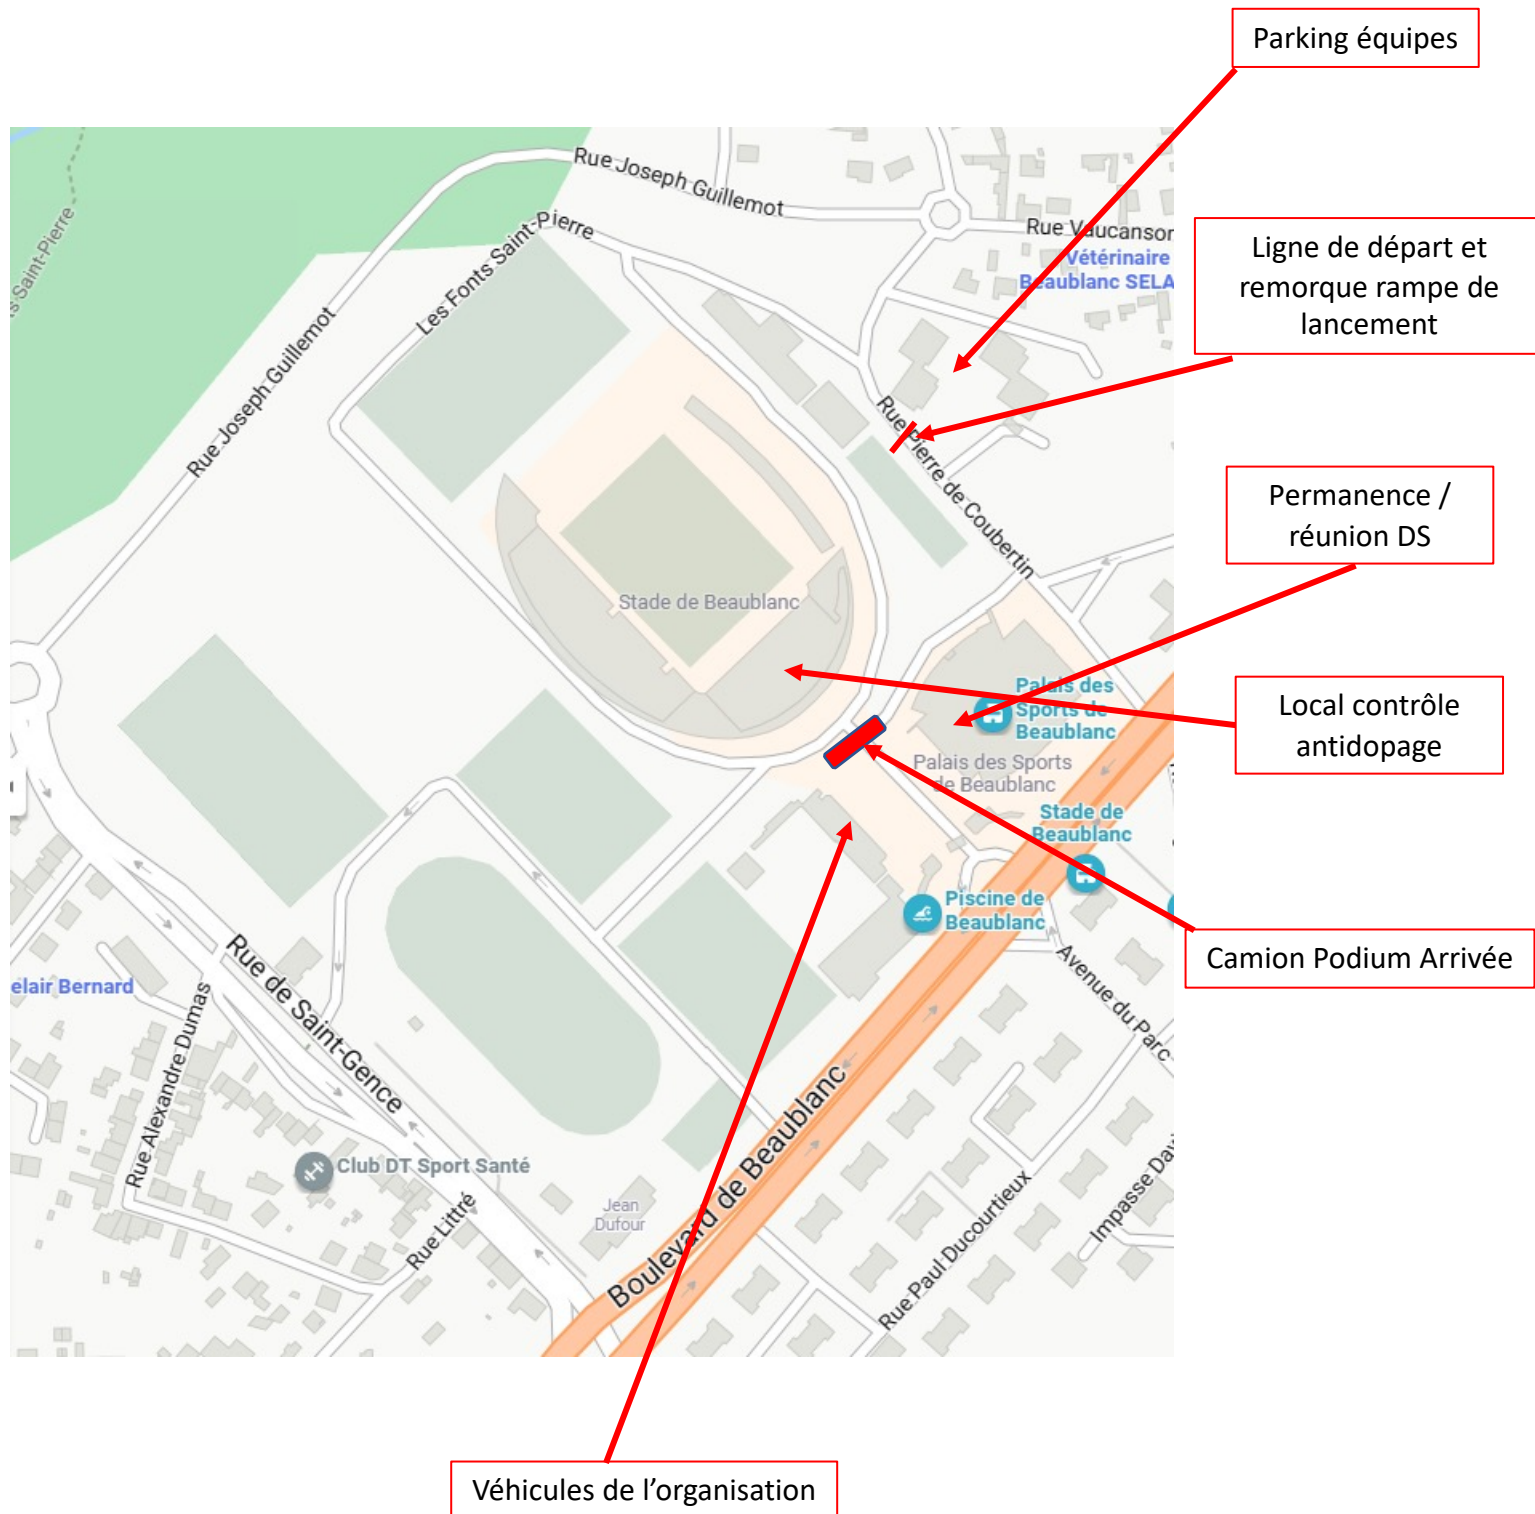 Parking équipes
Rue Joseph Guillemot
Rue Vaucanson
Vétérinaire
Beaublanc SELA
Ligne de départ et
remorque rampe de
lancement
Les Fonts Saint-Pierre
s Saint-Pierre
Rue Joseph Guillemot
Rue Pierre de Coubertin
Permanence /
réunion DS
Stade de Beaublanc
Palais des
Sports de
Beaublanc
Local contrôle
antidopage
Palais des Sports
de Beaublanc
Stade de
Beaublanc
Piscine de
Beaublanc
Camion Podium Arrivée
Avenue du Parc
elair Bernard
Rue de Saint-Gence
Rue Alexandre Dumas
Boulevard de Beaublanc
Club DT Sport Santé
Jean
Dufour
Rue Littré
Rue Paul Ducourtieux
Impasse Dav
Véhicules de l’organisation